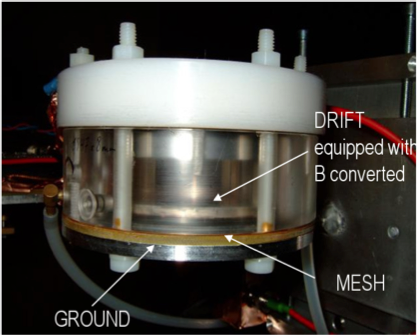 DRIFT
equipped with
B converted
MESH
GROUND